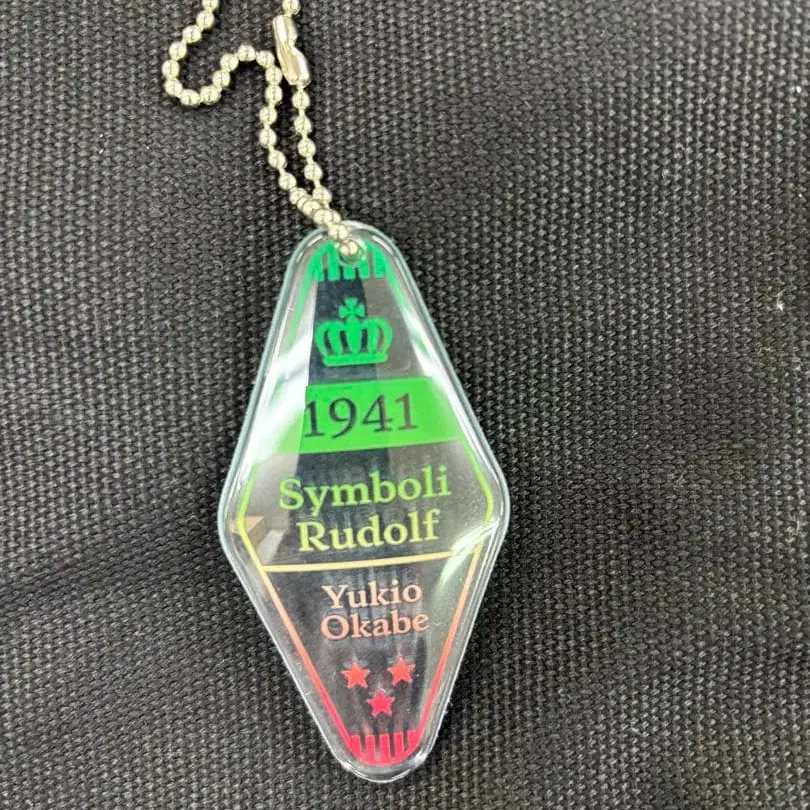 1941
Symboli
Rudolf
Yukio
Okabe